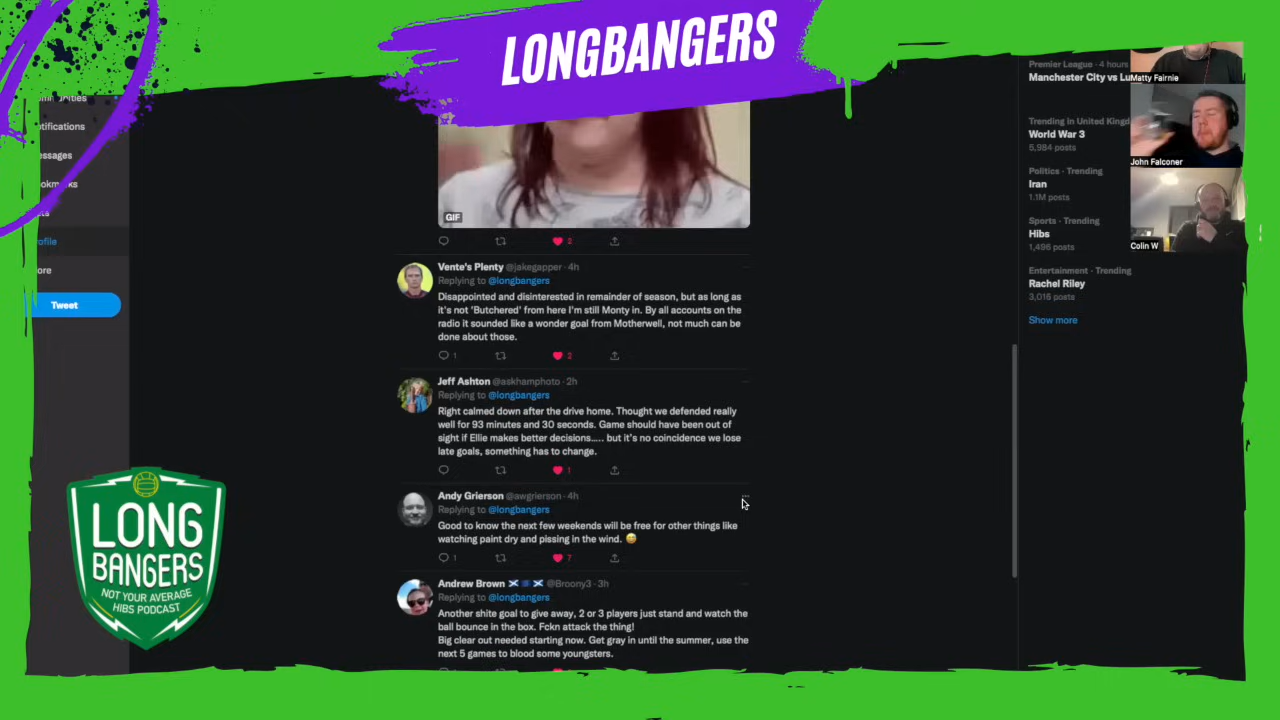 LONGBANGERS
otifications
essages
ookmarks
ofile
ore
Tweet
GIF
2
Vente's Plenty @jakegapper · 4h
Replying to @longbangers
Disappointed and disinterested in remainder of season, but as long as
it's not 'Butchered' from here I'm still Monty in. By all accounts on the
radio it sounded like a wonder goal from Motherwell, not much can be
done about those.
1 2
Jeff Ashton @askhamphoto · 2h
Replying to @longbangers
Right calmed down after the drive home. Thought we defended really
well for 93 minutes and 30 seconds. Game should have been out of
sight if Ellie makes better decisions..... but it's no coincidence we lose
late goals, something has to change.
1
Andy Grierson @awgrierson · 4h
Replying to @longbangers
Good to know the next few weekends will be free for other things like
watching paint dry and pissing in the wind. 😅
1 7
Andrew Brown @Broony3 · 3h
Replying to @longbangers
Another shite goal to give away, 2 or 3 players just stand and watch the
ball bounce in the box. Fckn attack the thing!
Big clear out needed starting now. Get gray in until the summer, use the
next 5 games to blood some youngsters.
Premier League · 4 hours
Manchester City vs Lu
Matty Fairnie
Trending in United Kingd
World War 3
5,984 posts
John Falconer
Politics · Trending
Iran
1.1M posts
Sports · Trending
Hibs
1,496 posts
Colin W
Entertainment · Trending
Rachel Riley
3,016 posts
Show more
LONG
BANGERS
NOT YOUR AVERAGE
HIBS PODCAST